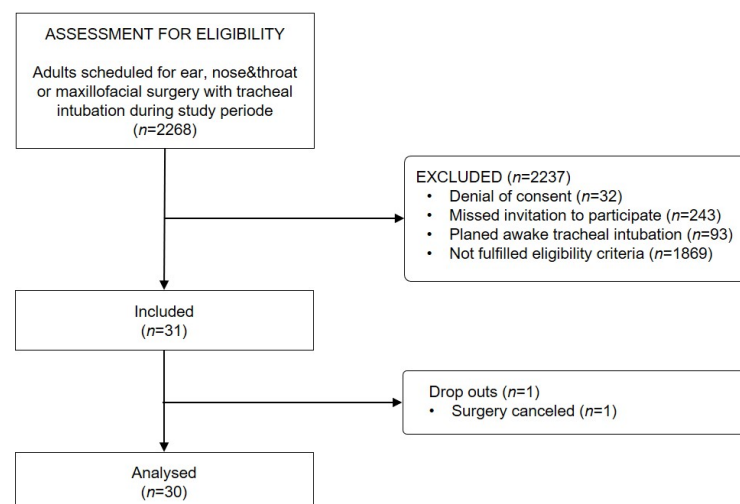 ASSESSMENT FOR ELIGIBILITY
Adults scheduled for ear, nose&throat
or maxillofacial surgery with tracheal
intubation during study periode
(n=2268)
EXCLUDED (n=2237)
• Denial of consent (n=32)
• Missed invitation to participate (n=243)
• Planed awake tracheal intubation (n=93)
• Not fulfilled eligibility criteria (n=1869)
Included
(n=31)
Drop outs (n=1)
• Surgery canceled (n=1)
Analysed
(n=30)